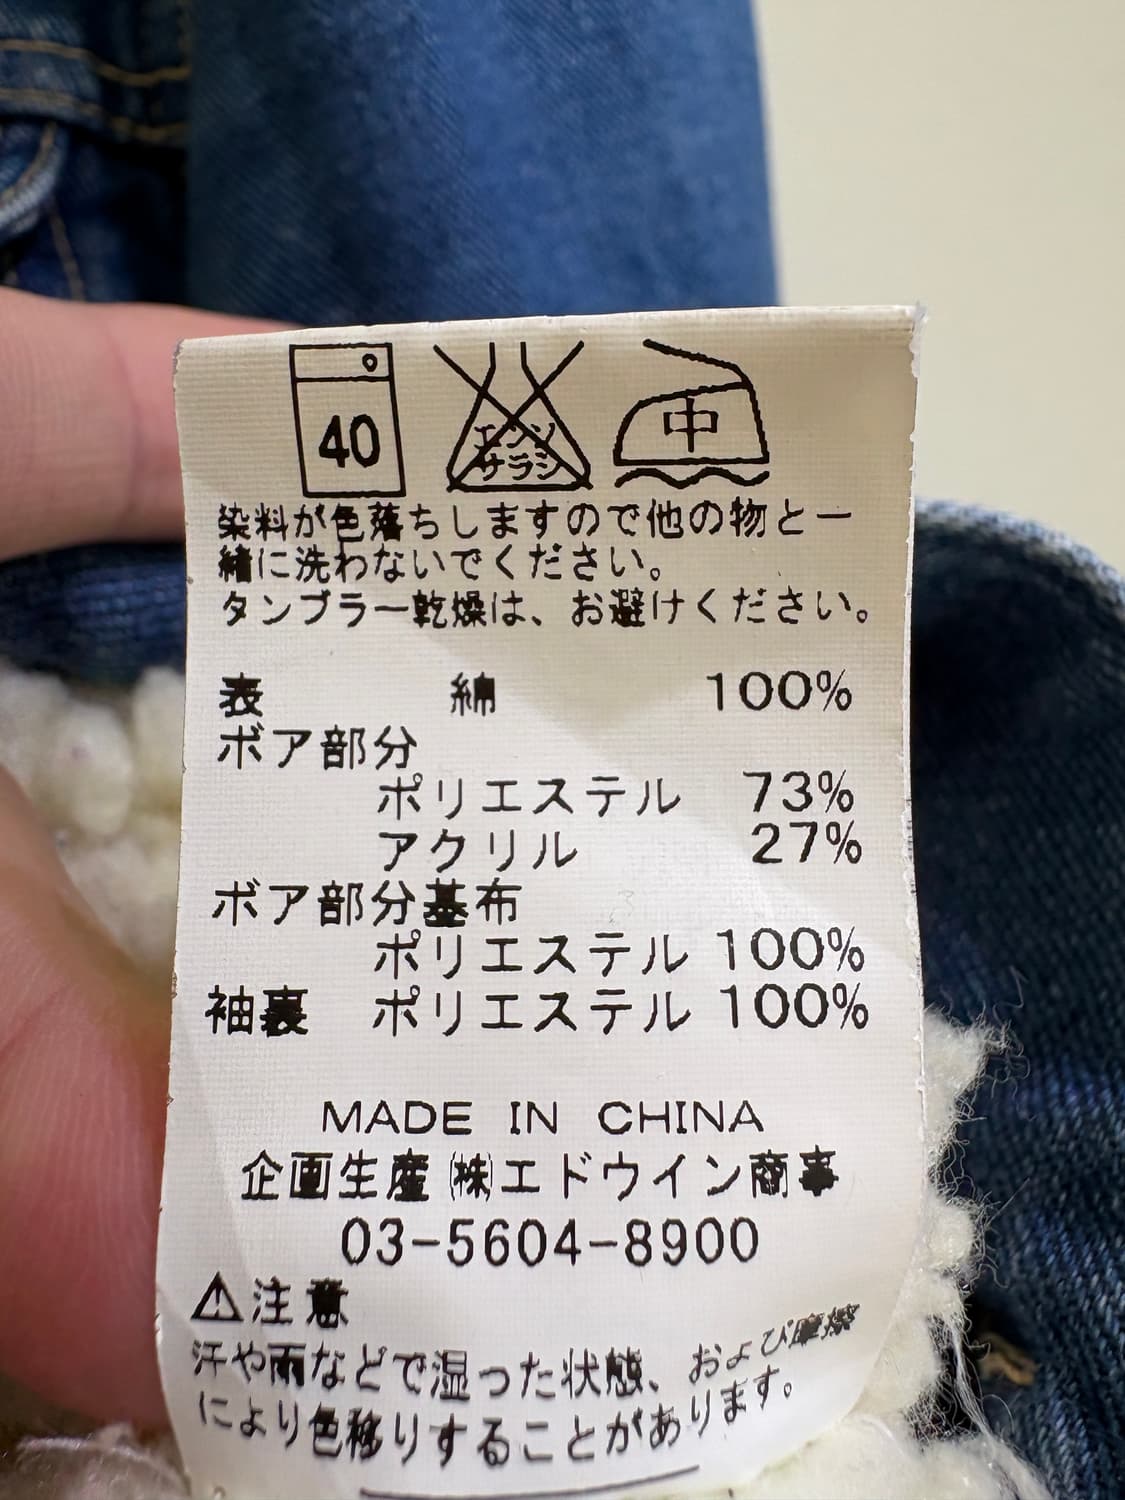 40
エンソ
サラシ
中
染料が色落ちしますので他の物と一
緒に洗わないでください。
タンブラー乾燥は、お避けください。
表 綿 100%
ボア部分
ポリエステル 73%
アクリル 27%
ボア部分基布
ポリエステル 100%
袖裏 ポリエステル 100%
MADE IN CHINA
企画生産 ㈱エドウイン商事
03-5604-8900
⚠注意
汗や雨などで湿った状態、および摩擦
により色移りすることがあります。